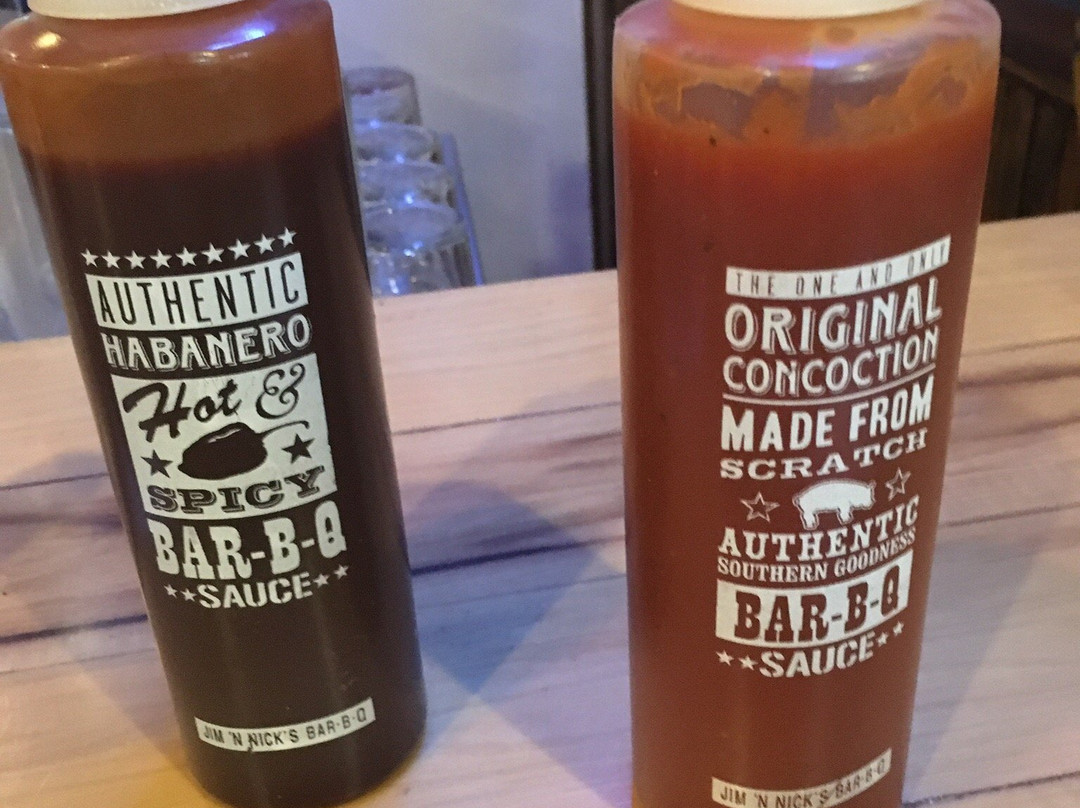 AUTHENTIC
HABANERO
Hot &
SPICY
BAR-B-Q
SAUCE
JIM 'N NICK'S BAR-B-Q
THE ONE AND ONLY
ORIGINAL
CONCOCTION
MADE FROM
SCRATCH
AUTHENTIC
SOUTHERN GOODNESS
BAR-B-Q
SAUCE
JIM 'N NICK'S BAR-B-Q